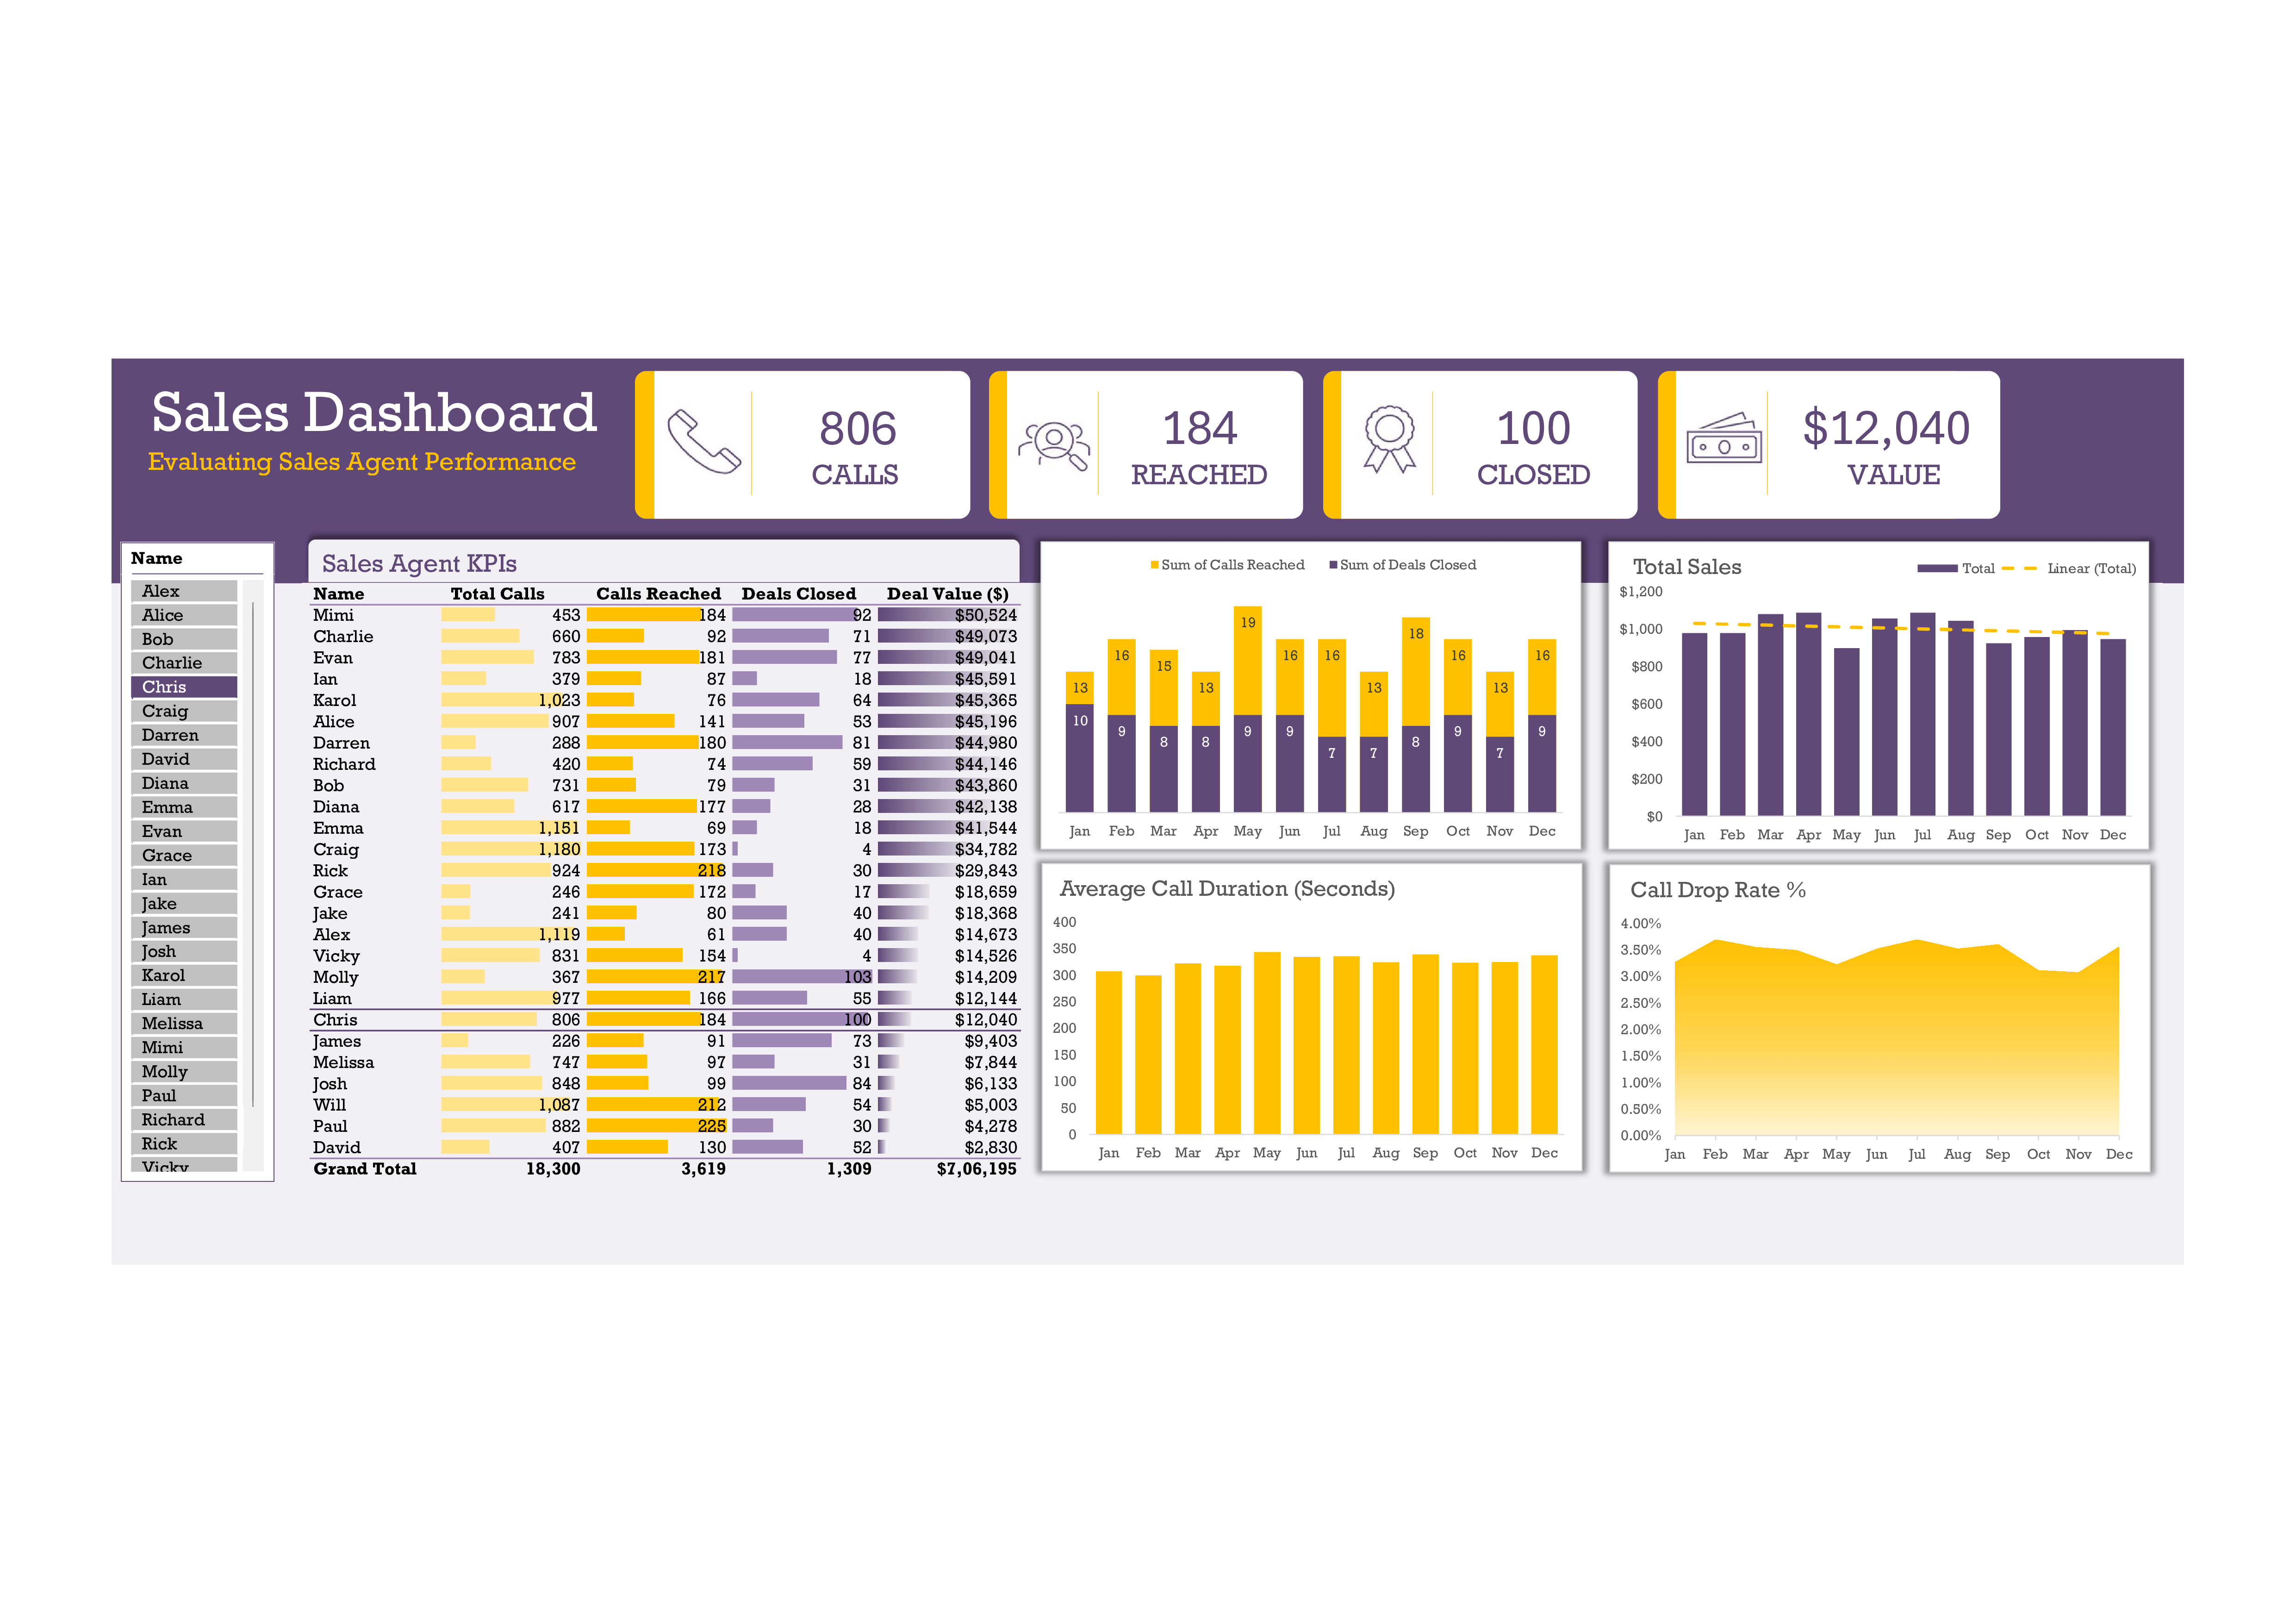 Sales Dashboard
Evaluating Sales Agent Performance
806
CALLS
184
REACHED
100
CLOSED
$12,040
VALUE
Name
Alex
Alice
Bob
Charlie
Chris
Craig
Darren
David
Diana
Emma
Evan
Grace
Ian
Jake
James
Josh
Karol
Liam
Melissa
Mimi
Molly
Paul
Richard
Rick
Vicky
Sales Agent KPIs
Name Total Calls Calls Reached Deals Closed Deal Value ($)
Mimi 453 184 92 $50,524
Charlie 660 92 71 $49,073
Evan 783 181 77 $49,041
Ian 379 87 18 $45,591
Karol 1,023 76 64 $45,365
Alice 907 141 53 $45,196
Darren 288 180 81 $44,980
Richard 420 74 59 $44,146
Bob 731 79 31 $43,860
Diana 617 177 28 $42,138
Emma 1,151 69 18 $41,544
Craig 1,180 173 4 $34,782
Rick 924 218 30 $29,843
Grace 246 172 17 $18,659
Jake 241 80 40 $18,368
Alex 1,119 61 40 $14,673
Vicky 831 154 4 $14,526
Molly 367 217 103 $14,209
Liam 977 166 55 $12,144
Chris 806 184 100 $12,040
James 226 91 73 $9,403
Melissa 747 97 31 $7,844
Josh 848 99 84 $6,133
Will 1,087 212 54 $5,003
Paul 882 225 30 $4,278
David 407 130 52 $2,830
Grand Total 18,300 3,619 1,309 $7,06,195
Sum of Calls Reached Sum of Deals Closed
13 16 15 13 19 16 16 13 18 16 13 16
10 9 8 8 9 9 7 7 8 9 7 9
Jan Feb Mar Apr May Jun Jul Aug Sep Oct Nov Dec
Total Sales
Total Linear (Total)
$1,200
$1,000
$800
$600
$400
$200
$0
Jan Feb Mar Apr May Jun Jul Aug Sep Oct Nov Dec
Average Call Duration (Seconds)
400
350
300
250
200
150
100
50
0
Jan Feb Mar Apr May Jun Jul Aug Sep Oct Nov Dec
Call Drop Rate %
4.00%
3.50%
3.00%
2.50%
2.00%
1.50%
1.00%
0.50%
0.00%
Jan Feb Mar Apr May Jun Jul Aug Sep Oct Nov Dec